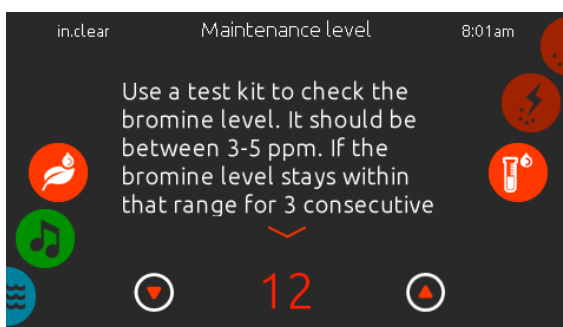 in.clear Maintenance level 8:01am
Use a test kit to check the
bromine level. It should be
between 3-5 ppm. If the
bromine level stays within
that range for 3 consecutive
12